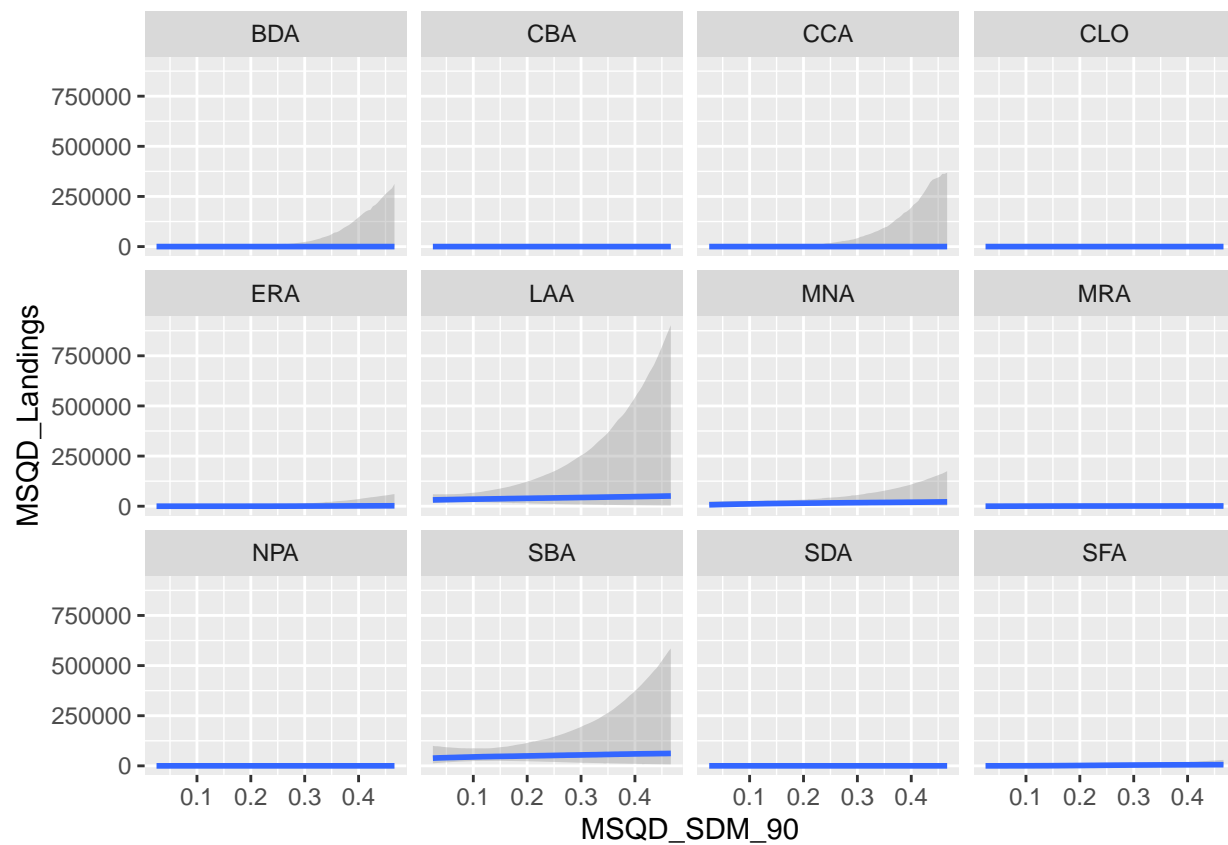 BDA CBA CCA CLO
750000
500000
250000
0
ERA LAA MNA MRA
750000
500000
250000
0
NPA SBA SDA SFA
750000
500000
250000
0
0.1 0.2 0.3 0.4 0.1 0.2 0.3 0.4 0.1 0.2 0.3 0.4 0.1 0.2 0.3 0.4
MSQD_SDM_90
MSQD_Landings